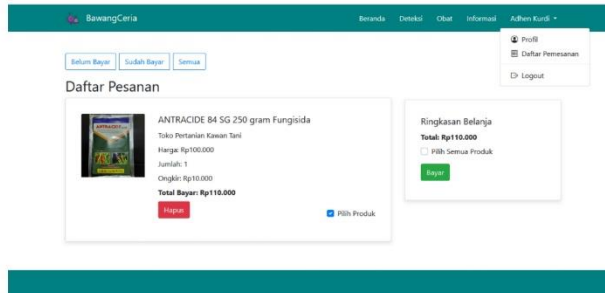 BawangCeria
Beranda Deteksi Obat Informasi Adhen Kurdi
Profil
Daftar Pemesanan
Logout
Belum Bayar Sudah Bayar Semua
Daftar Pesanan
ANTRACIDE 84 SG 250 gram Fungisida
Toko Pertanian Kawan Tani
Harga: Rp100.000
Jumlah: 1
Ongkir: Rp10.000
Total Bayar: Rp110.000
Hapus
Pilih Produk
Ringkasan Belanja
Total: Rp110.000
Pilih Semua Produk
Bayar